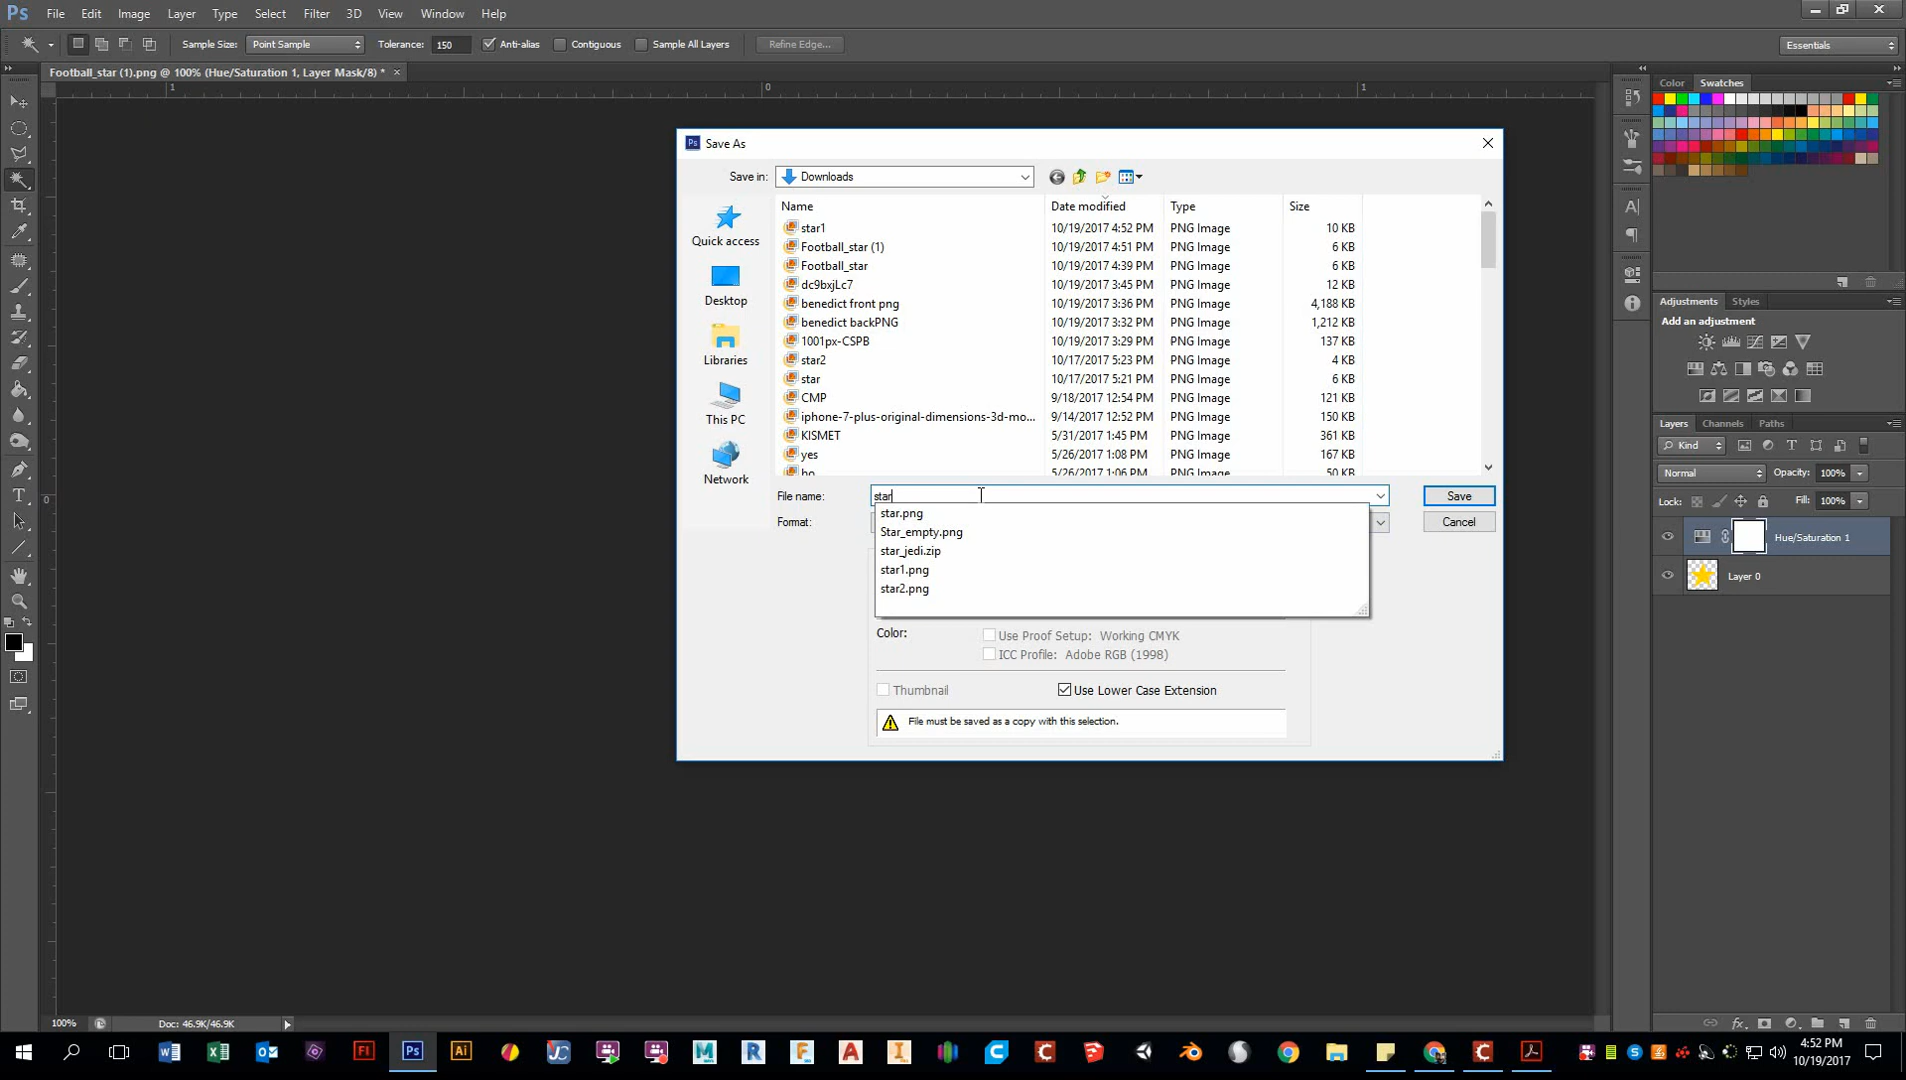 Ps File Edit Image Layer Type Select Filter 3D View Window Help
Sample Size: Point Sample Tolerance: 150 Anti-alias Contiguous Sample All Layers Refine Edge... Essentials
Football_star (1).png @ 100% (Hue/Saturation 1, Layer Mask/8) *
1 0 1
0
Color Swatches
Ps Save As
Save in: Downloads
Name Date modified Type Size
star1 10/19/2017 4:52 PM PNG Image 10 KB
Football_star (1) 10/19/2017 4:51 PM PNG Image 6 KB
Football_star 10/19/2017 4:39 PM PNG Image 6 KB
dc9bxjLc7 10/19/2017 3:45 PM PNG Image 12 KB
benedict front png 10/19/2017 3:36 PM PNG Image 4,188 KB
benedict backPNG 10/19/2017 3:32 PM PNG Image 1,212 KB
1001px-CSPB 10/19/2017 3:29 PM PNG Image 137 KB
star2 10/17/2017 5:23 PM PNG Image 4 KB
star 10/17/2017 5:21 PM PNG Image 6 KB
CMP 9/18/2017 12:54 PM PNG Image 121 KB
iphone-7-plus-original-dimensions-3d-mo... 9/14/2017 12:52 PM PNG Image 150 KB
KISMET 5/31/2017 1:45 PM PNG Image 361 KB
yes 5/26/2017 1:08 PM PNG Image 167 KB
5/26/2017 1:06 PM PNG Image 50 KB
Quick access
Desktop
Libraries
This PC
Network
File name: star Save
Format: Cancel
star.png
Star_empty.png
star_jedi.zip
star1.png
star2.png
Color: Use Proof Setup: Working CMYK
ICC Profile: Adobe RGB (1998)
Thumbnail Use Lower Case Extension
File must be saved as a copy with this selection.
Adjustments Styles
Add an adjustment
Layers Channels Paths
Kind
Normal Opacity: 100%
Lock: Fill: 100%
Hue/Saturation 1
Layer 0
100% Doc: 46.9K/46.9K
4:52 PM
10/19/2017